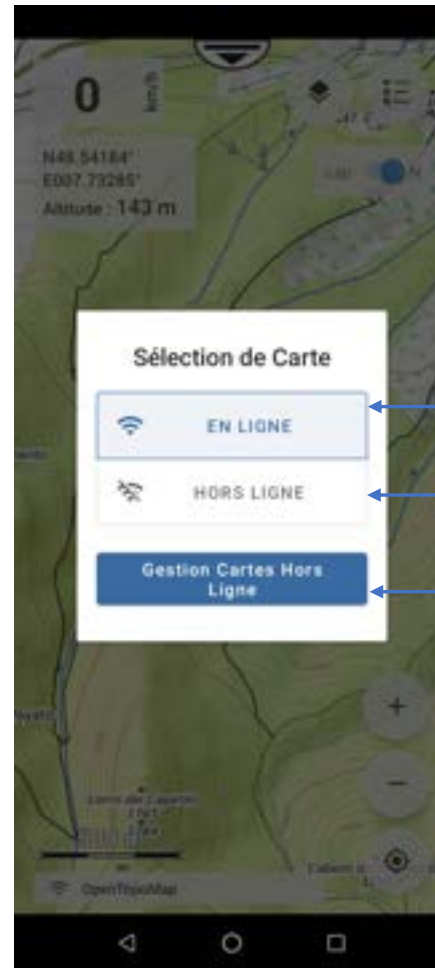 0 km/h
N48.54184°
E007.73285°
Altitude : 143 m
N
Sélection de Carte
EN LIGNE
HORS LIGNE
Gestion Cartes Hors
Ligne
+
−
OpenTopoMap